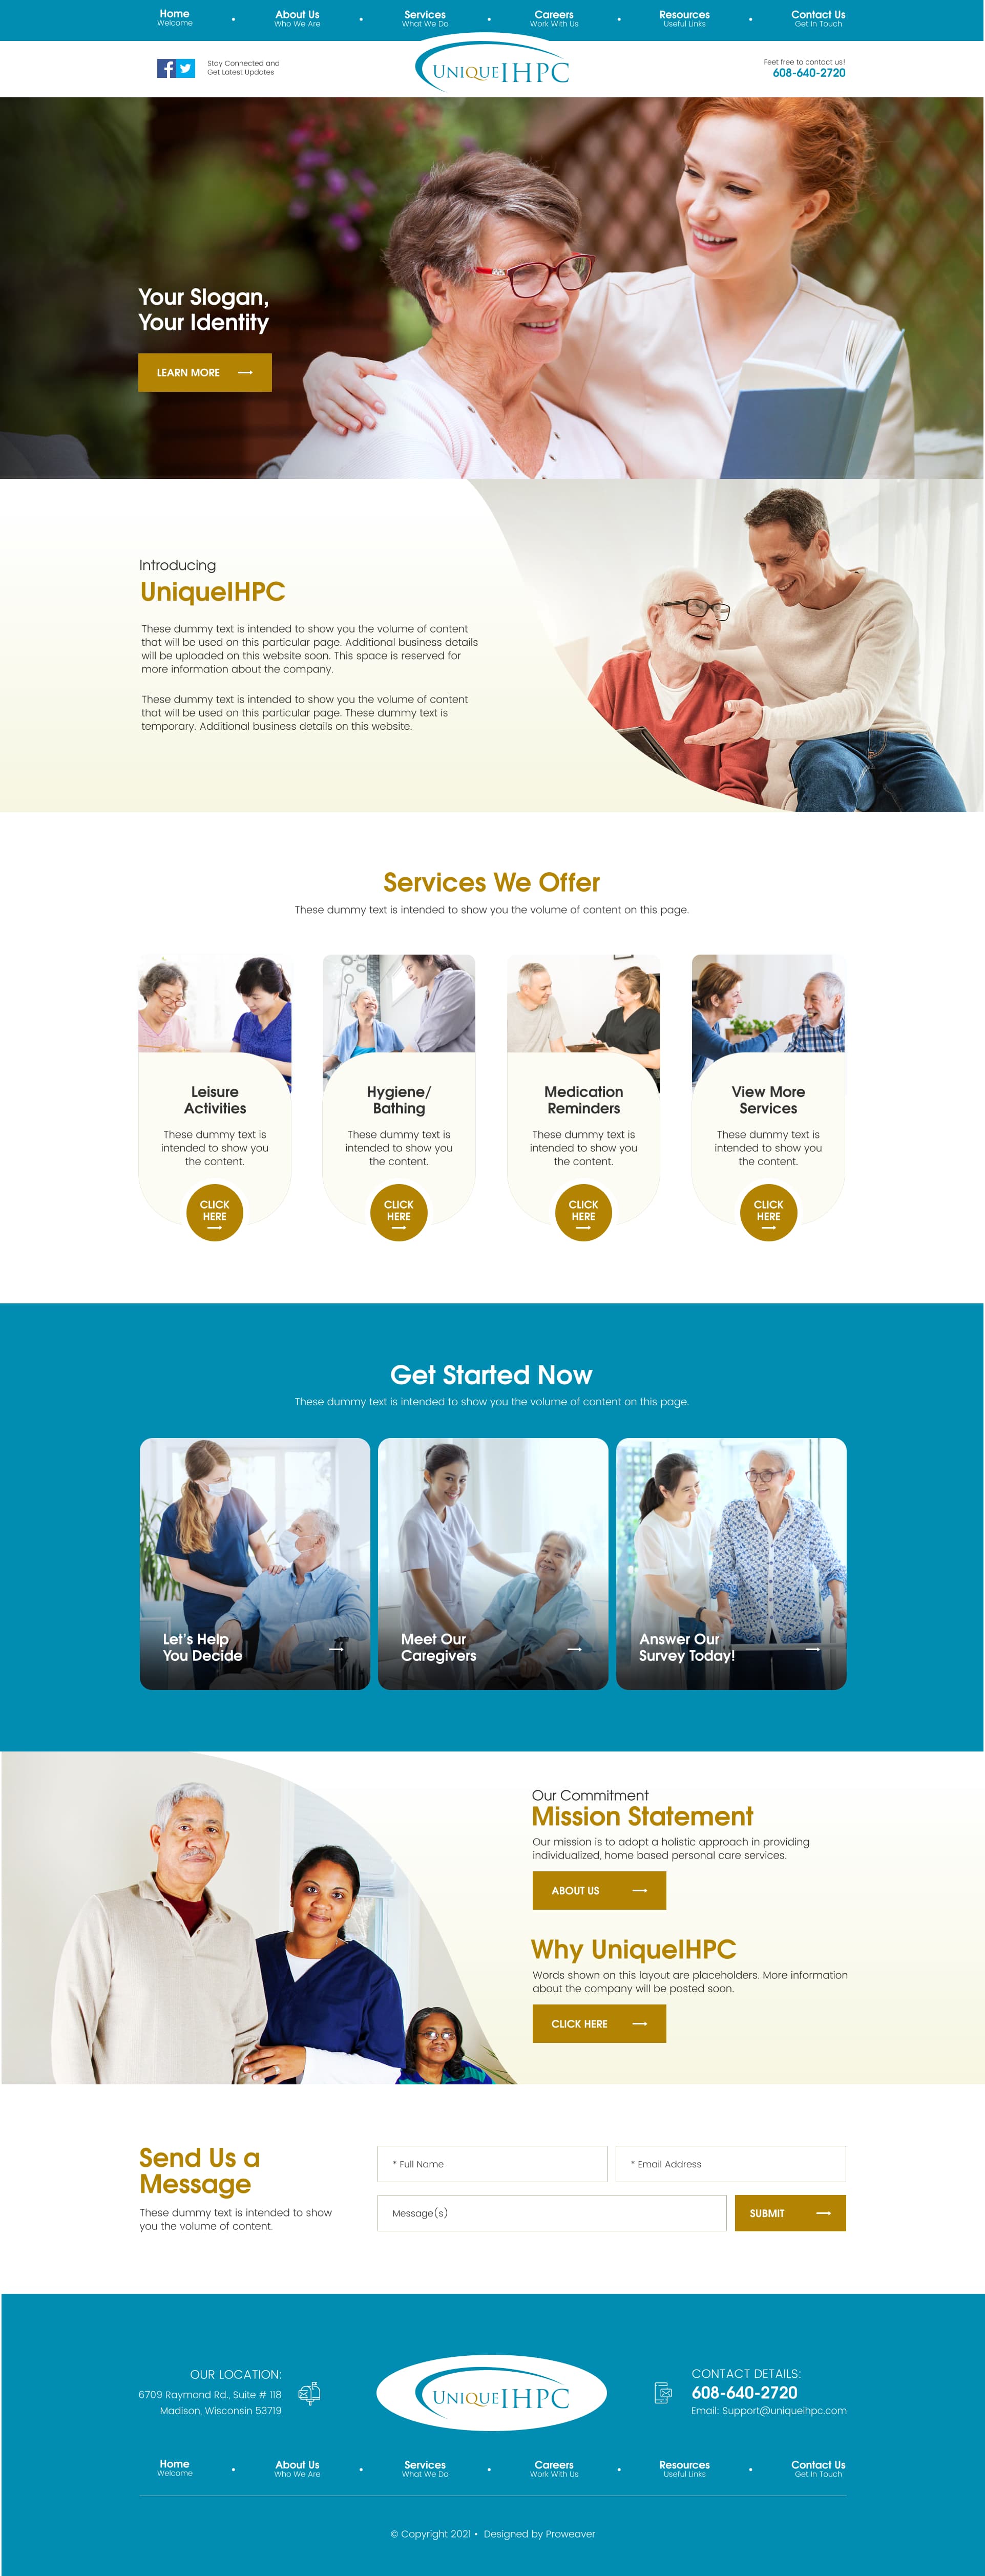 Home
Welcome
About Us
Who We Are
Services
What We Do
Careers
Work With Us
Resources
Useful Links
Contact Us
Get In Touch
Stay Connected and
Get Latest Updates
UNIQUEIHPC
Feet free to contact us!
608-640-2720
Your Slogan,
Your Identity
LEARN MORE
Introducing
UniqueIHPC
These dummy text is intended to show you the volume of content
that will be used on this particular page. Additional business details
will be uploaded on this website soon. This space is reserved for
more information about the company.
These dummy text is intended to show you the volume of content
that will be used on this particular page. These dummy text is
temporary. Additional business details on this website.
Services We Offer
These dummy text is intended to show you the volume of content on this page.
Leisure
Activities
These dummy text is
intended to show you
the content.
CLICK
HERE
Hygiene/
Bathing
These dummy text is
intended to show you
the content.
CLICK
HERE
Medication
Reminders
These dummy text is
intended to show you
the content.
CLICK
HERE
View More
Services
These dummy text is
intended to show you
the content.
CLICK
HERE
Get Started Now
These dummy text is intended to show you the volume of content on this page.
Let's Help
You Decide
Meet Our
Caregivers
Answer Our
Survey Today!
Our Commitment
Mission Statement
Our mission is to adopt a holistic approach in providing
individualized, home based personal care services.
ABOUT US
Why UniqueIHPC
Words shown on this layout are placeholders. More information
about the company will be posted soon.
CLICK HERE
Send Us a
Message
These dummy text is intended to show
you the volume of content.
* Full Name
* Email Address
Message(s)
SUBMIT
OUR LOCATION:
6709 Raymond Rd., Suite # 118
Madison, Wisconsin 53719
UNIQUEIHPC
CONTACT DETAILS:
608-640-2720
Email: Support@uniqueihpc.com
Home
Welcome
About Us
Who We Are
Services
What We Do
Careers
Work With Us
Resources
Useful Links
Contact Us
Get In Touch
© Copyright 2021 • Designed by Proweaver